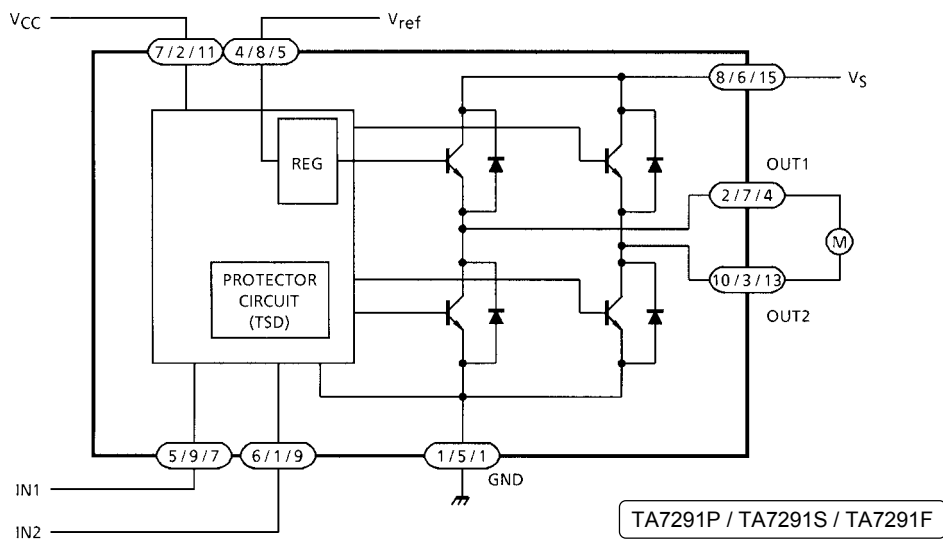 VCC
Vref
7 / 2 / 11
4 / 8 / 5
8 / 6 / 15
VS
REG
OUT1
2 / 7 / 4
M
PROTECTOR
CIRCUIT
(TSD)
10 / 3 / 13
OUT2
5 / 9 / 7
6 / 1 / 9
1 / 5 / 1
GND
IN1
IN2
TA7291P / TA7291S / TA7291F